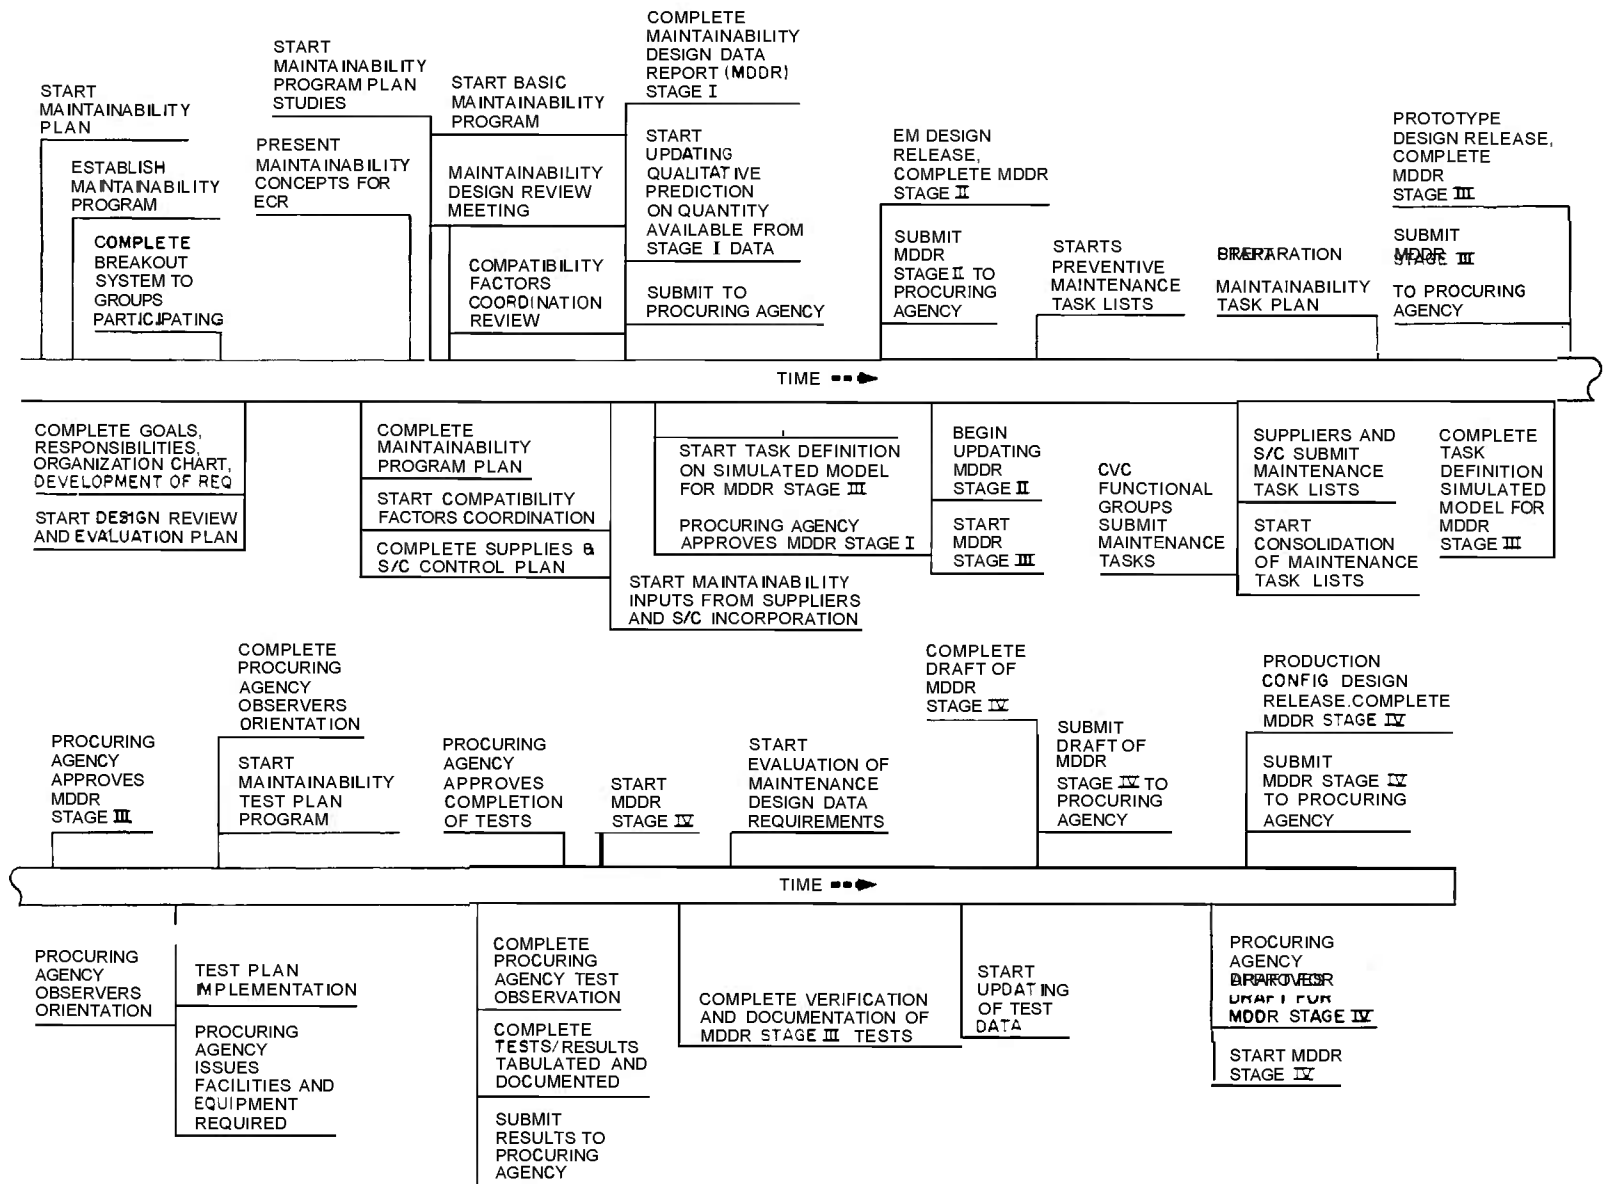 START
MAINTAINABILITY
PLAN
ESTABLISH
MAINTAINABILITY
PROGRAM
COMPLETE
BREAKOUT
SYSTEM TO
GROUPS
PARTICIPATING
START
MAINTAINABILITY
PROGRAM PLAN
STUDIES
PRESENT
MAINTAINABILITY
CONCEPTS FOR
ECR
START BASIC
MAINTAINABILITY
PROGRAM
MAINTAINABILITY
DESIGN REVIEW
MEETING
COMPATIBILITY
FACTORS
COORDINATION
REVIEW
COMPLETE
MAINTAINABILITY
DESIGN DATA
REPORT (MDDR)
STAGE I
START
UPDATING
QUALITATIVE
PREDICTION
ON QUANTITY
AVAILABLE FROM
STAGE I DATA
SUBMIT TO
PROCURING AGENCY
EM DESIGN
RELEASE,
COMPLETE MDDR
STAGE II
SUBMIT
MDDR
STAGE II TO
PROCURING
AGENCY
STARTS
PREVENTIVE
MAINTENANCE
TASK LISTS
PREPARATION
MAINTAINABILITY
TASK PLAN
PROTOTYPE
DESIGN RELEASE,
COMPLETE
MDDR
STAGE III
SUBMIT
MDDR
STAGE III
TO PROCURING
AGENCY
TIME
COMPLETE GOALS,
RESPONSIBILITIES,
ORGANIZATION CHART,
DEVELOPMENT OF REQ
START DESIGN REVIEW
AND EVALUATION PLAN
COMPLETE
MAINTAINABILITY
PROGRAM PLAN
START COMPATIBILITY
FACTORS COORDINATION
COMPLETE SUPPLIES &
S/C CONTROL PLAN
START MAINTAINABILITY
INPUTS FROM SUPPLIERS
AND S/C INCORPORATION
START TASK DEFINITION
ON SIMULATED MODEL
FOR MDDR STAGE III
PROCURING AGENCY
APPROVES MDDR STAGE I
BEGIN
UPDATING
MDDR
STAGE II
START
MDDR
STAGE III
CVC
FUNCTIONAL
GROUPS
SUBMIT
MAINTENANCE
TASKS
SUPPLIERS AND
S/C SUBMIT
MAINTENANCE
TASK LISTS
START
CONSOLIDATION
OF MAINTENANCE
TASK LISTS
COMPLETE
TASK
DEFINITION
SIMULATED
MODEL FOR
MDDR
STAGE III
PROCURING
AGENCY
APPROVES
MDDR
STAGE III
COMPLETE
PROCURING
AGENCY
OBSERVERS
ORIENTATION
START
MAINTAINABILITY
TEST PLAN
PROGRAM
PROCURING
AGENCY
APPROVES
COMPLETION
OF TESTS
START
MDDR
STAGE IV
START
EVALUATION OF
MAINTENANCE
DESIGN DATA
REQUIREMENTS
COMPLETE
DRAFT OF
MDDR
STAGE IV
SUBMIT
DRAFT OF
MDDR
STAGE IV TO
PROCURING
AGENCY
PRODUCTION
CONFIG DESIGN
RELEASE.COMPLETE
MDDR STAGE IV
SUBMIT
MDDR STAGE IV
TO PROCURING
AGENCY
TIME
PROCURING
AGENCY
OBSERVERS
ORIENTATION
TEST PLAN
IMPLEMENTATION
PROCURING
AGENCY
ISSUES
FACILITIES AND
EQUIPMENT
REQUIRED
COMPLETE
PROCURING
AGENCY TEST
OBSERVATION
COMPLETE
TESTS/RESULTS
TABULATED AND
DOCUMENTED
SUBMIT
RESULTS TO
PROCURING
AGENCY
COMPLETE VERIFICATION
AND DOCUMENTATION OF
MDDR STAGE III TESTS
START
UPDATING
OF TEST
DATA
PROCURING
AGENCY
DRAFT FOR
MDDR STAGE IV
START MDDR
STAGE IV